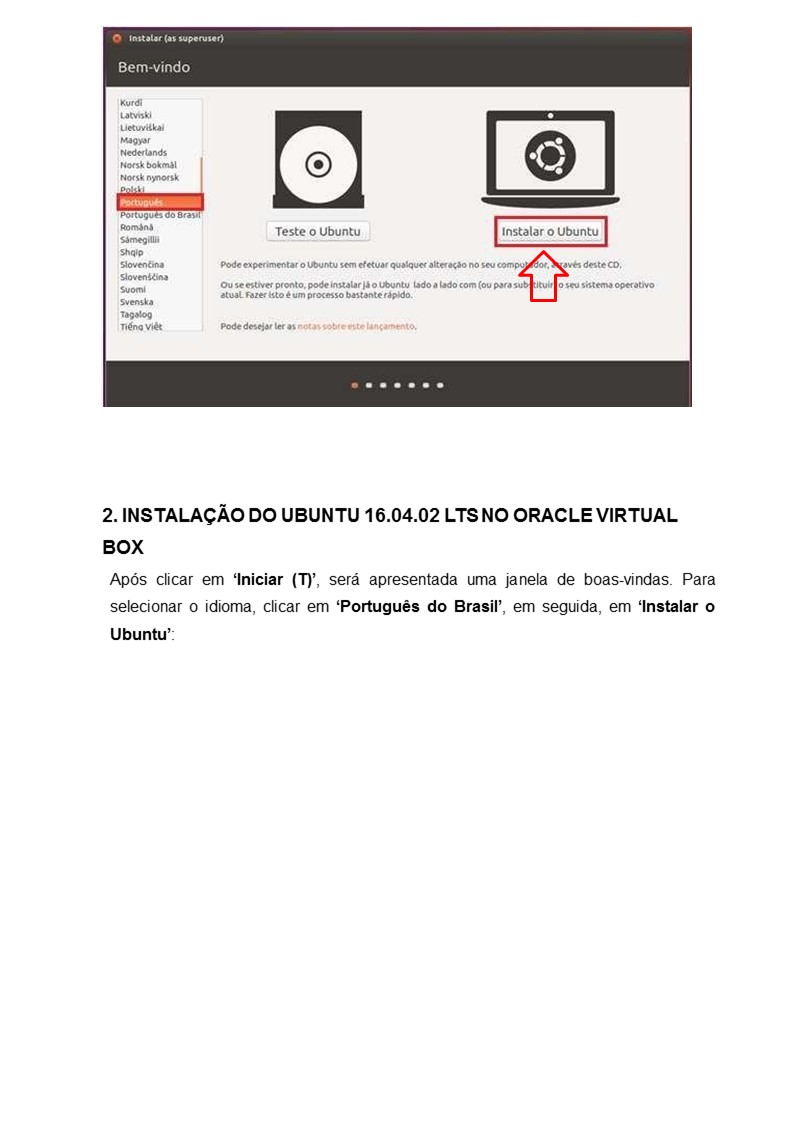 Instalar (as superuser)
Bem-vindo
Kurdî
Latviski
Lietuviškai
Magyar
Nederlands
Norsk bokmål
Norsk nynorsk
Polski
Português
Português do Brasil
Română
Sámegillii
Shqip
Slovenčina
Slovenščina
Suomi
Svenska
Tagalog
Tiếng Việt
Teste o Ubuntu
Instalar o Ubuntu
Pode experimentar o Ubuntu sem efetuar qualquer alteração no seu computador, através deste CD.
Ou se estiver pronto, pode instalar já o Ubuntu lado a lado com (ou para substituir) o seu sistema operativo
atual. Fazer isto é um processo bastante rápido.
Pode desejar ler as notas sobre este lançamento.
2. INSTALAÇÃO DO UBUNTU 16.04.02 LTS NO ORACLE VIRTUAL
BOX
Após clicar em ‘Iniciar (T)’, será apresentada uma janela de boas-vindas. Para
selecionar o idioma, clicar em ‘Português do Brasil’, em seguida, em ‘Instalar o
Ubuntu’: